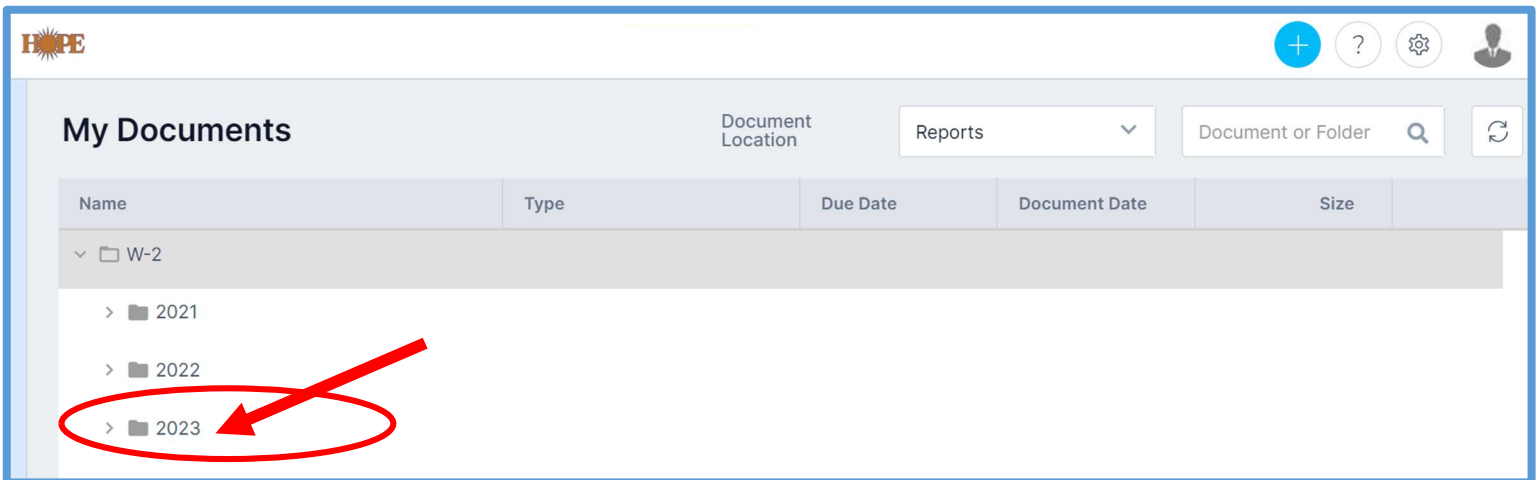 HOPE
?
My Documents
Document
Location
Reports
Document or Folder
Name Type Due Date Document Date Size
W-2
2021
2022
2023